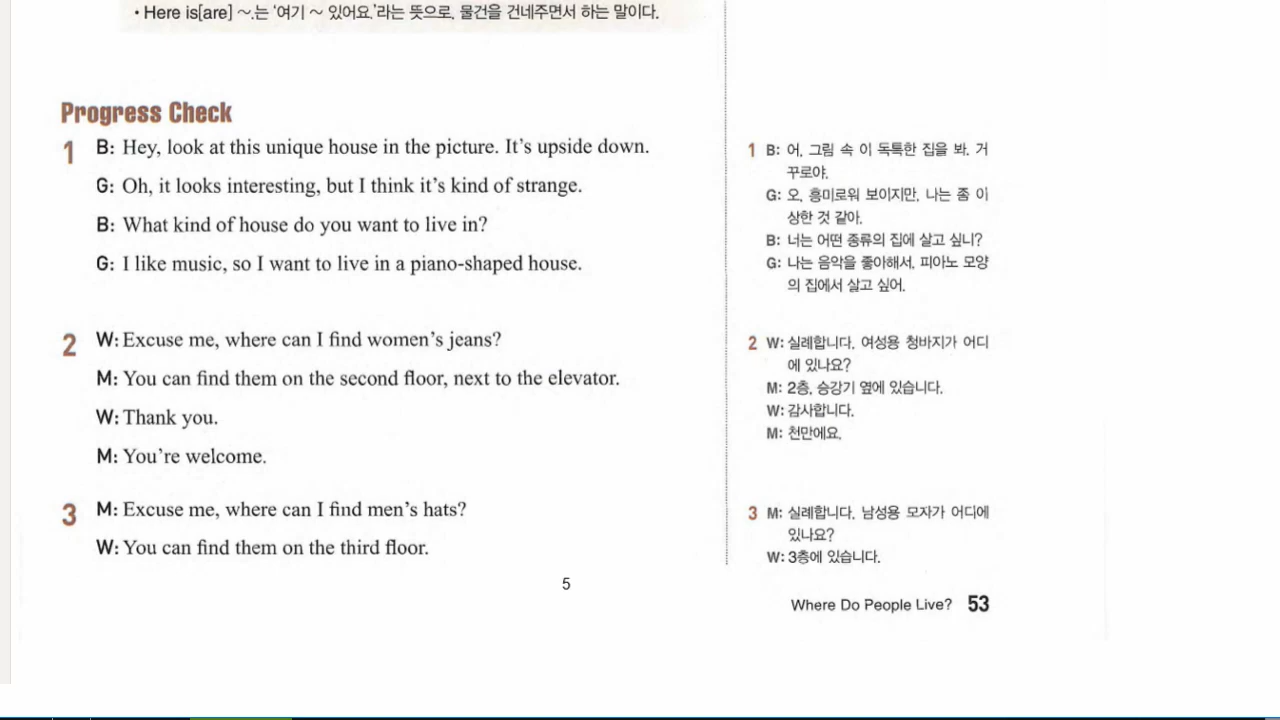 • Here is[are] ~.는 ‘여기 ~ 있어요.’라는 뜻으로, 물건을 건네주면서 하는 말이다.
Progress Check
1 B: Hey, look at this unique house in the picture. It’s upside down.
G: Oh, it looks interesting, but I think it’s kind of strange.
B: What kind of house do you want to live in?
G: I like music, so I want to live in a piano-shaped house.
2 W: Excuse me, where can I find women’s jeans?
M: You can find them on the second floor, next to the elevator.
W: Thank you.
M: You’re welcome.
3 M: Excuse me, where can I find men’s hats?
W: You can find them on the third floor.
1 B: 어, 그림 속 이 독특한 집을 봐. 거
꾸로야.
G: 오, 흥미로워 보이지만, 나는 좀 이
상한 것 같아.
B: 너는 어떤 종류의 집에 살고 싶니?
G: 나는 음악을 좋아해서, 피아노 모양
의 집에서 살고 싶어.
2 W: 실례합니다, 여성용 청바지가 어디
에 있나요?
M: 2층, 승강기 옆에 있습니다.
W: 감사합니다.
M: 천만에요.
3 M: 실례합니다, 남성용 모자가 어디에
있나요?
W: 3층에 있습니다.
5
Where Do People Live? 53